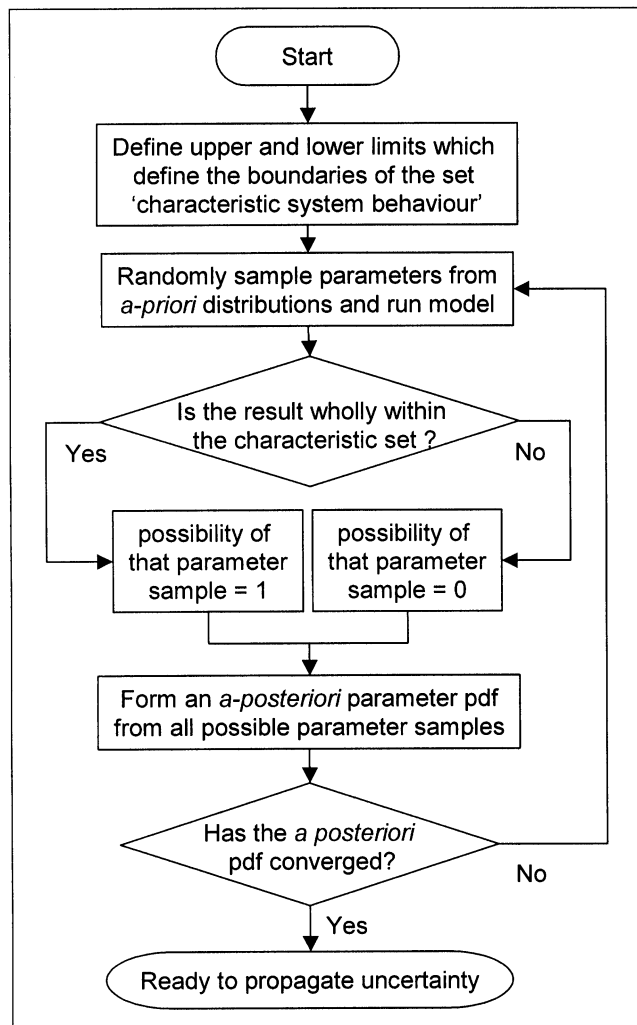 Start
Define upper and lower limits which
define the boundaries of the set
‘characteristic system behaviour’
Randomly sample parameters from
a-priori distributions and run model
Is the result wholly within
the characteristic set ?
Yes
No
possibility of
that parameter
sample = 1
possibility of
that parameter
sample = 0
Form an a-posteriori parameter pdf
from all possible parameter samples
Has the a posteriori
pdf converged?
No
Yes
Ready to propagate uncertainty